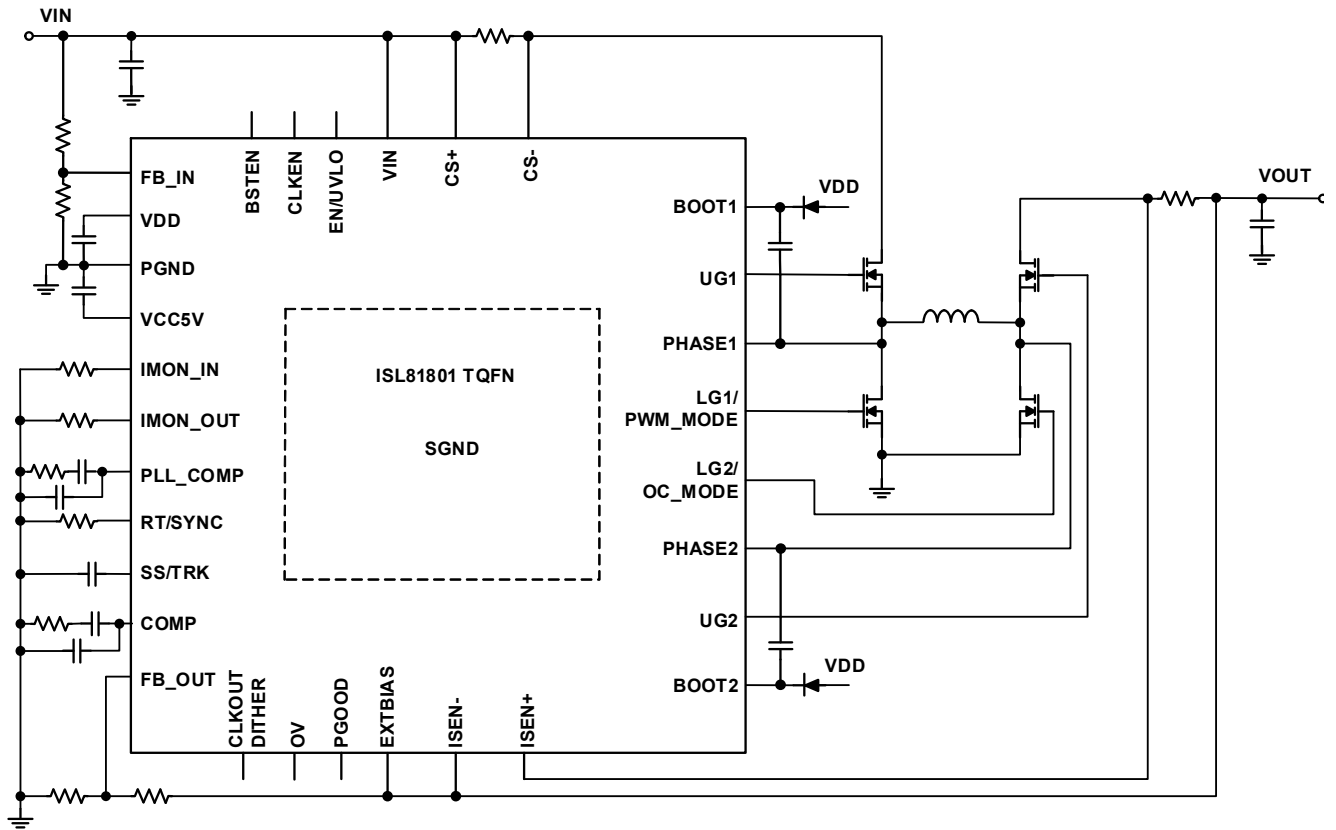 VIN
BSTEN
CLKEN
EN/UVLO
VIN
CS+
CS-
FB_IN
VDD
PGND
VCC5V
IMON_IN
IMON_OUT
PLL_COMP
RT/SYNC
SS/TRK
COMP
FB_OUT
ISL81801 TQFN
SGND
BOOT1
UG1
PHASE1
LG1/
PWM_MODE
LG2/
OC_MODE
PHASE2
UG2
BOOT2
VDD
VDD
VOUT
CLKOUT
DITHER
OV
PGOOD
EXTBIAS
ISEN-
ISEN+